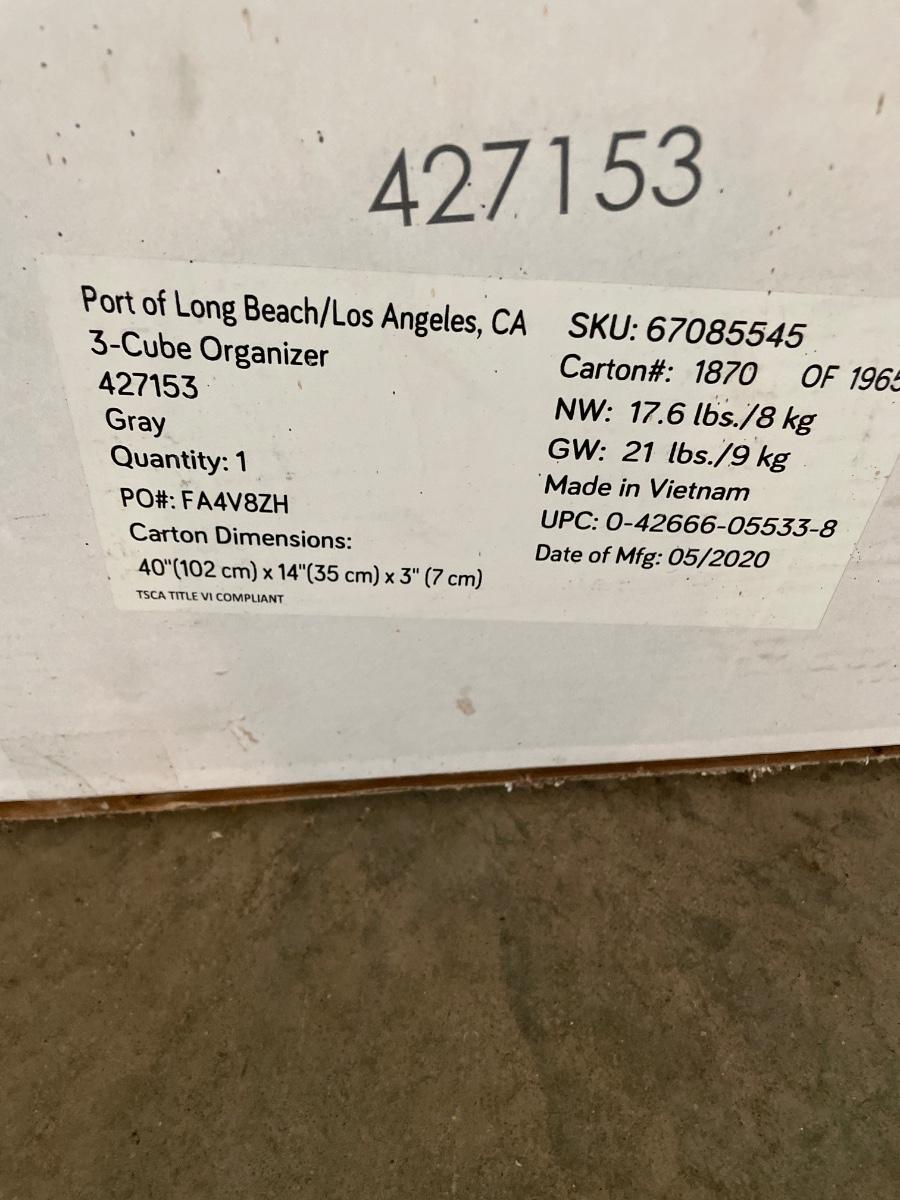 427153
Port of Long Beach/Los Angeles, CA
3-Cube Organizer
427153
Gray
Quantity: 1
PO#: FA4V8ZH
Carton Dimensions:
40"(102 cm) x 14"(35 cm) x 3" (7 cm)
TSCA TITLE VI COMPLIANT
SKU: 67085545
Carton#: 1870 OF 1965
NW: 17.6 lbs./8 kg
GW: 21 lbs./9 kg
Made in Vietnam
UPC: 0-42666-05533-8
Date of Mfg: 05/2020